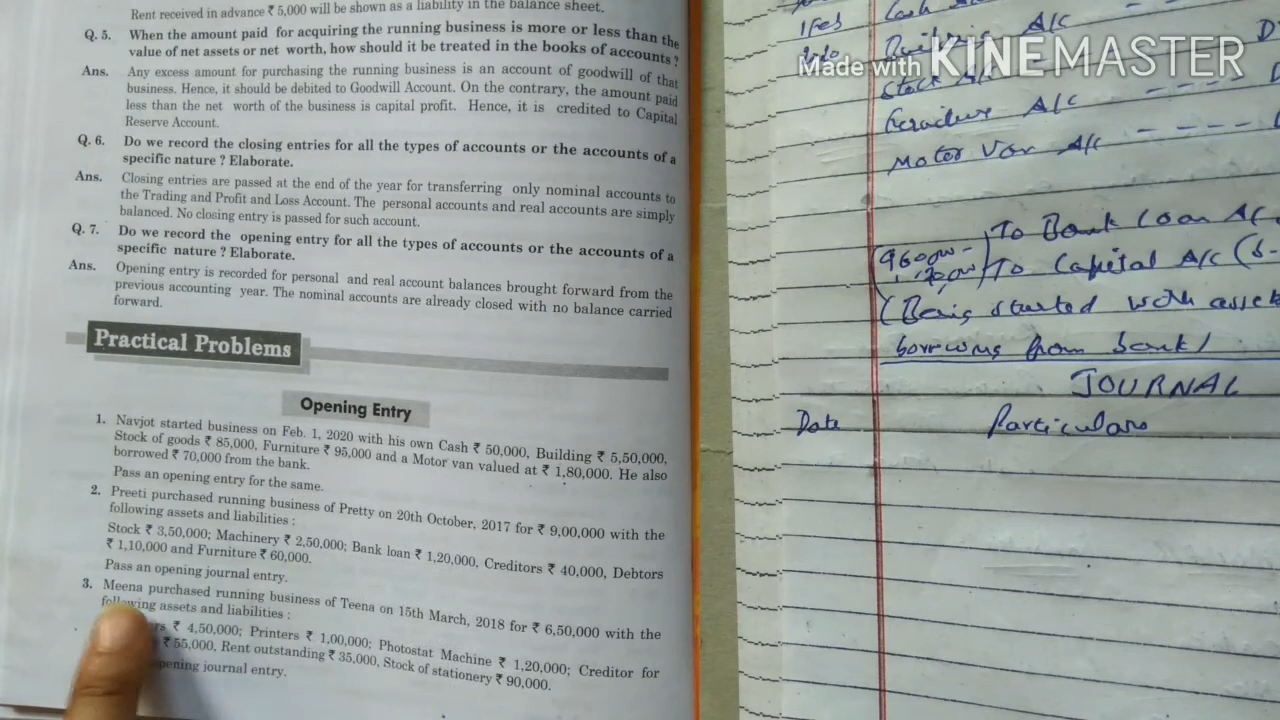 Rent received in advance ₹ 5,000 will be shown as a liability in the balance sheet.
Q. 5. When the amount paid for acquiring the running business is more or less than the
value of net assets or net worth, how should it be treated in the books of accounts ?
Ans. Any excess amount for purchasing the running business is an account of goodwill of that
business. Hence, it should be debited to Goodwill Account. On the contrary, the amount paid
less than the net worth of the business is capital profit. Hence, it is credited to Capital
Reserve Account.
Q. 6. Do we record the closing entries for all the types of accounts or the accounts of a
specific nature ? Elaborate.
Ans. Closing entries are passed at the end of the year for transferring only nominal accounts to
the Trading and Profit and Loss Account. The personal accounts and real accounts are simply
balanced. No closing entry is passed for such account.
Q. 7. Do we record the opening entry for all the types of accounts or the accounts of a
specific nature ? Elaborate.
Ans. Opening entry is recorded for personal and real account balances brought forward from the
previous accounting year. The nominal accounts are already closed with no balance carried
forward.
Practical Problems
Opening Entry
1. Navjot started business on Feb. 1, 2020 with his own Cash ₹ 50,000, Building ₹ 5,50,000,
Stock of goods ₹ 85,000, Furniture ₹ 95,000 and a Motor van valued at ₹ 1,80,000. He also
borrowed ₹ 70,000 from the bank.
Pass an opening entry for the same.
2. Preeti purchased running business of Pretty on 20th October, 2017 for ₹ 9,00,000 with the
following assets and liabilities :
Stock ₹ 3,50,000; Machinery ₹ 2,50,000; Bank loan ₹ 1,20,000, Creditors ₹ 40,000, Debtors
₹ 1,10,000 and Furniture ₹ 60,000.
Pass an opening journal entry.
3. Meena purchased running business of Teena on 15th March, 2018 for ₹ 6,50,000 with the
following assets and liabilities :
₹ 4,50,000; Printers ₹ 1,00,000; Photostat Machine ₹ 1,20,000; Creditor for
₹ 55,000, Rent outstanding ₹ 35,000, Stock of stationery ₹ 90,000.
opening journal entry.
1 Feb Cash
A/C
Made with KINEMASTER
Stock A/C
A/C - - - -
Motor Van A/C - - - -
To Bank Loan A/C
To Capital A/C
(Being started with assets
borrowing from bank)
JOURNAL
Date Particulars